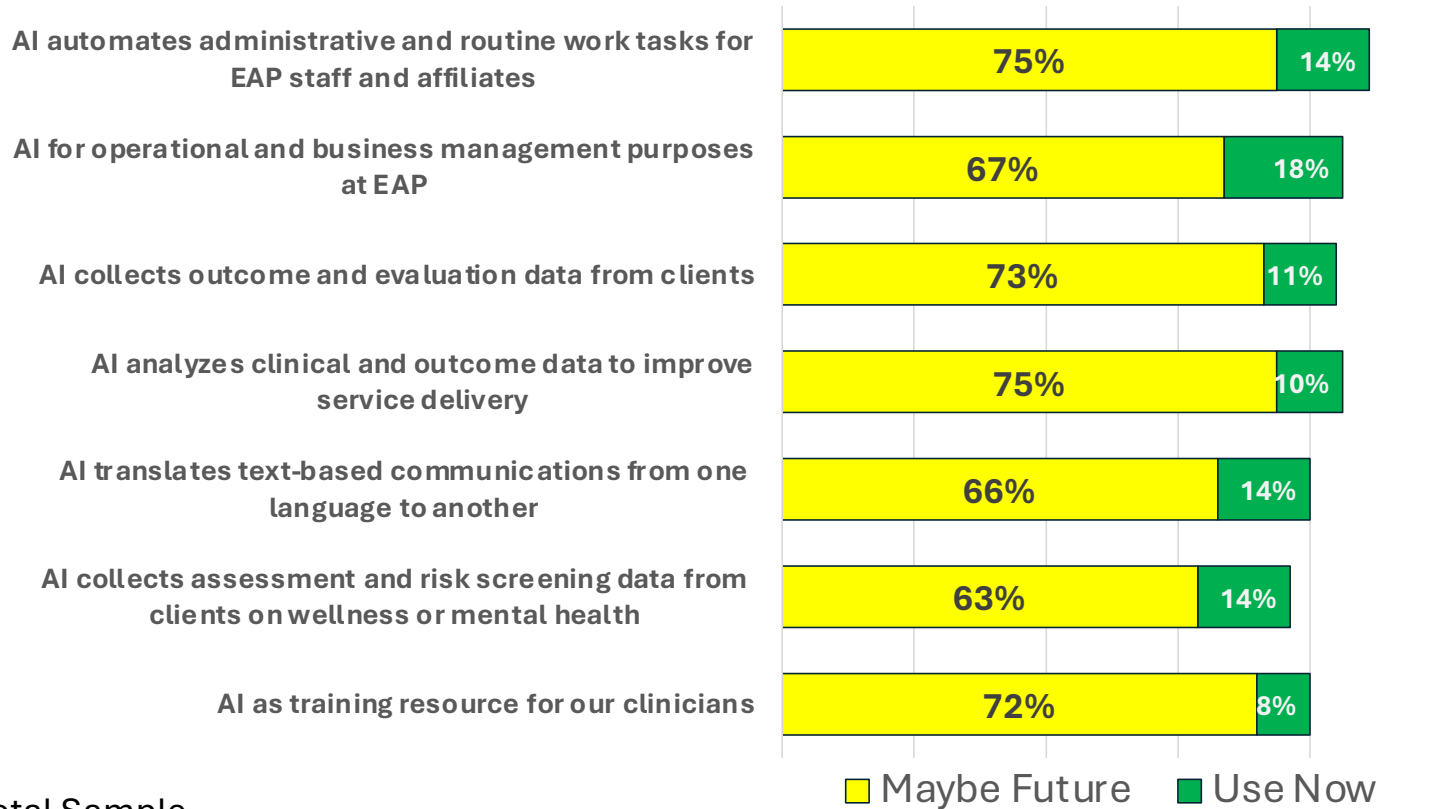 AI automates administrative and routine work tasks for
EAP staff and affiliates
75%
14%
AI for operational and business management purposes
at EAP
67%
18%
AI collects outcome and evaluation data from clients
73%
11%
AI analyzes clinical and outcome data to improve
service delivery
75%
10%
AI translates text-based communications from one
language to another
66%
14%
AI collects assessment and risk screening data from
clients on wellness or mental health
63%
14%
AI as training resource for our clinicians
72%
8%
Maybe Future
Use Now
Sample